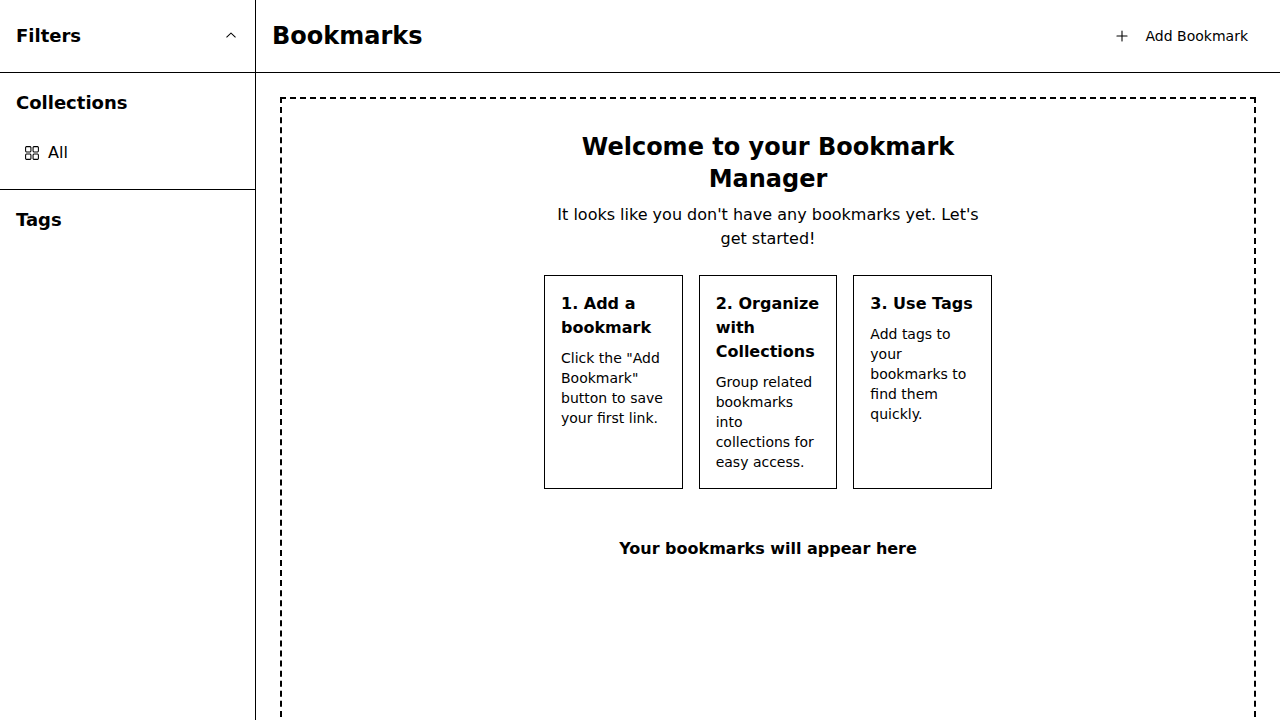 Filters
Bookmarks
Add Bookmark
Collections
All
Tags
Welcome to your Bookmark
Manager
It looks like you don't have any bookmarks yet. Let's
get started!
1. Add a
bookmark
Click the "Add
Bookmark"
button to save
your first link.
2. Organize
with
Collections
Group related
bookmarks
into
collections for
easy access.
3. Use Tags
Add tags to
your
bookmarks to
find them
quickly.
Your bookmarks will appear here